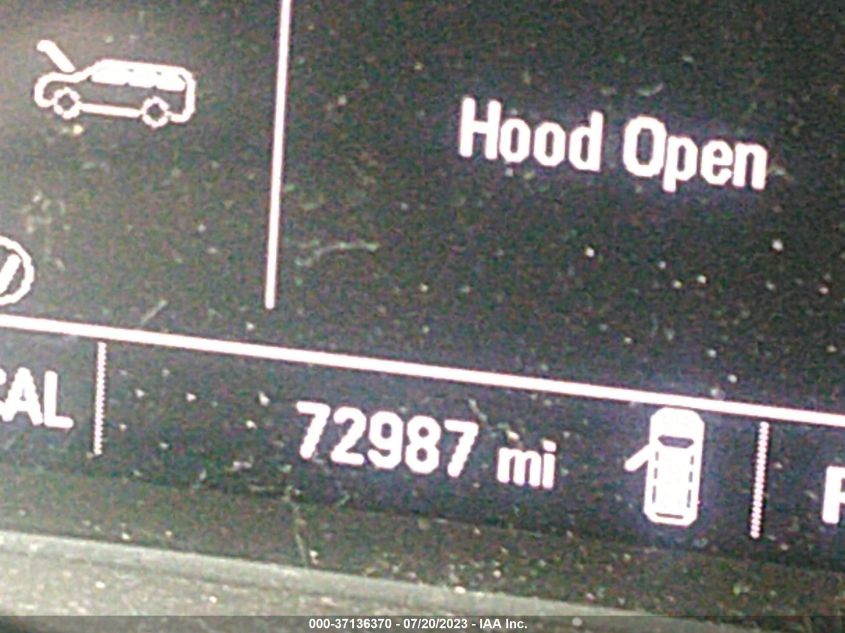 Hood Open
CAL
72987 mi
P
000-37136370 - 07/20/2023 - IAA Inc.